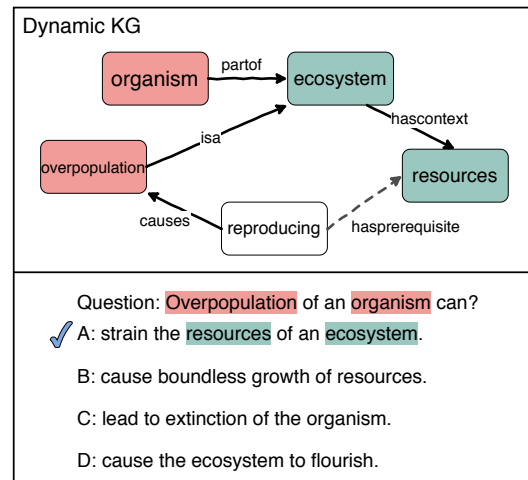 Dynamic KG
organism
partof
ecosystem
hascontext
isa
overpopulation
resources
causes
reproducing
hasprerequisite
Question: Overpopulation of an organism can?
A: strain the resources of an ecosystem.
B: cause boundless growth of resources.
C: lead to extinction of the organism.
D: cause the ecosystem to flourish.